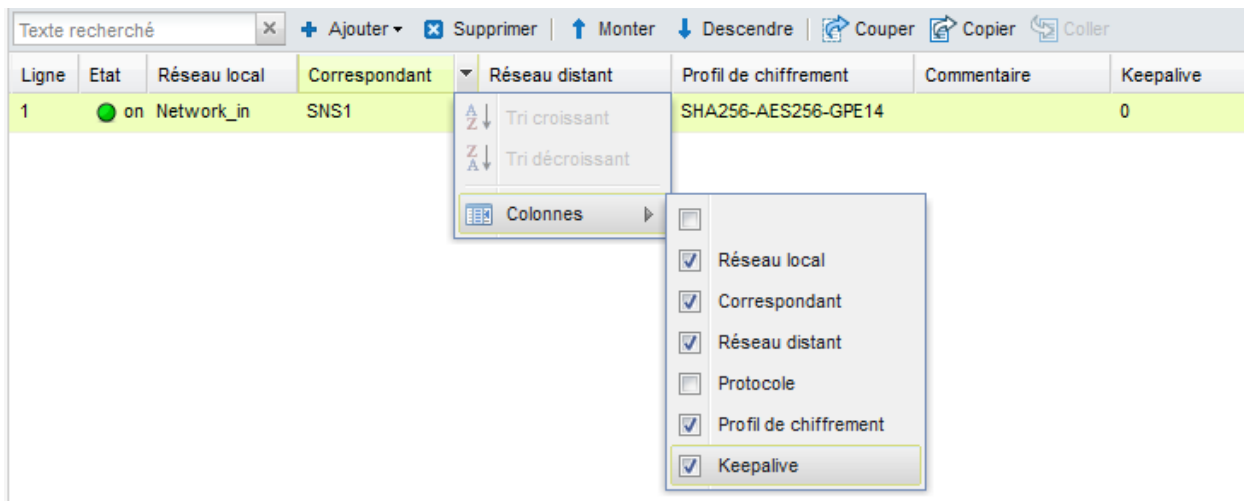 Texte recherché Ajouter Supprimer Monter Descendre Couper Copier Coller
Ligne Etat Réseau local Correspondant Réseau distant Profil de chiffrement Commentaire Keepalive
1 on Network_in SNS1 SHA256-AES256-GPE14 0
Tri croissant
Tri décroissant
Colonnes
Réseau local
Correspondant
Réseau distant
Protocole
Profil de chiffrement
Keepalive